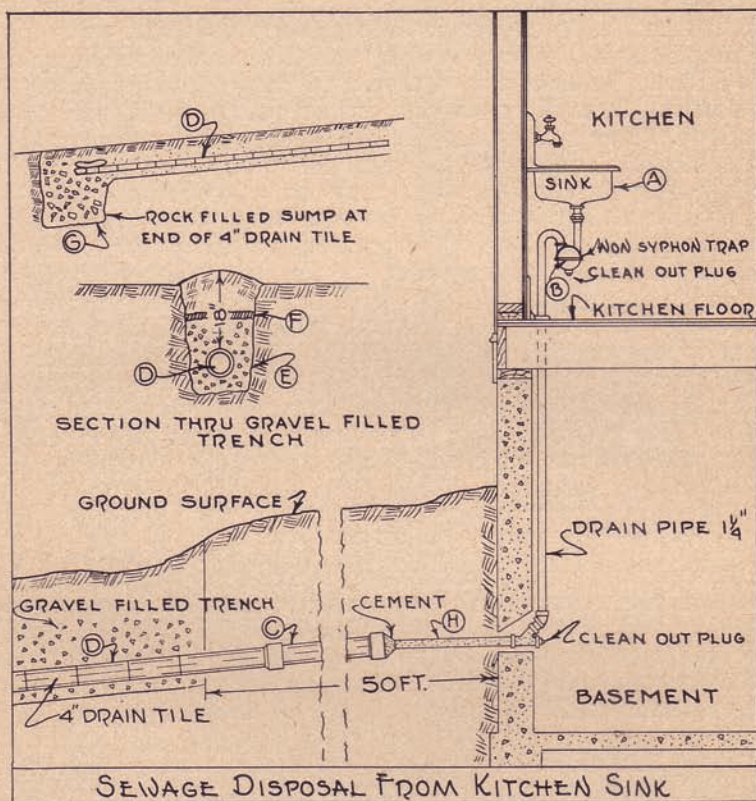 D
KITCHEN
SINK
A
ROCK FILLED SUMP AT
END OF 4" DRAIN TILE
G
NON SYPHON TRAP
CLEAN OUT PLUG
B
KITCHEN FLOOR
F
D
E
SECTION THRU GRAVEL FILLED
TRENCH
GROUND SURFACE
DRAIN PIPE 1¼"
GRAVEL FILLED TRENCH
C
CEMENT
H
D
CLEAN OUT PLUG
50FT.
4" DRAIN TILE
BASEMENT
SEWAGE DISPOSAL FROM KITCHEN SINK